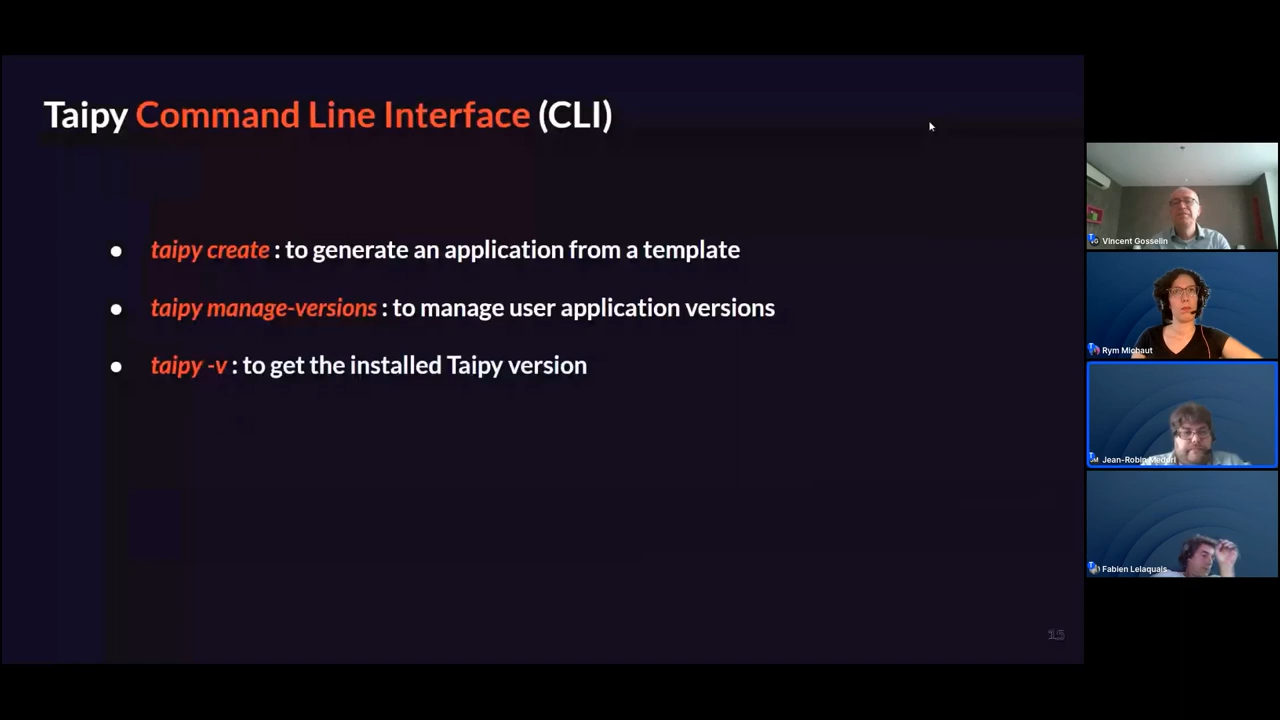 Taipy Command Line Interface (CLI)
● taipy create : to generate an application from a template
● taipy manage-versions : to manage user application versions
● taipy -v : to get the installed Taipy version
15
Vincent Gosselin
Rym Michaut
Jean-Robin
Fabien Lelaquais